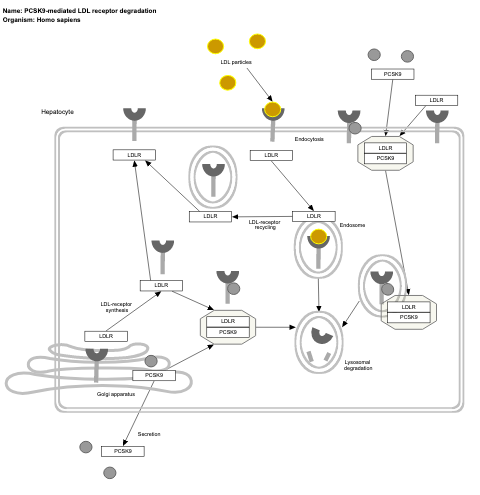 Name: PCSK9-mediated LDL receptor degradation
Organism: Homo sapiens
LDL particles
PCSK9
LDLR
Hepatocyte
Endocytosis
LDLR
LDLR
LDLR
PCSK9
LDLR
LDL-receptor
recycling
LDLR
Endosome
LDLR
LDL-receptor
synthesis
LDLR
PCSK9
LDLR
PCSK9
LDLR
Lysosomal
degradation
PCSK9
Golgi apparatus
Secretion
PCSK9